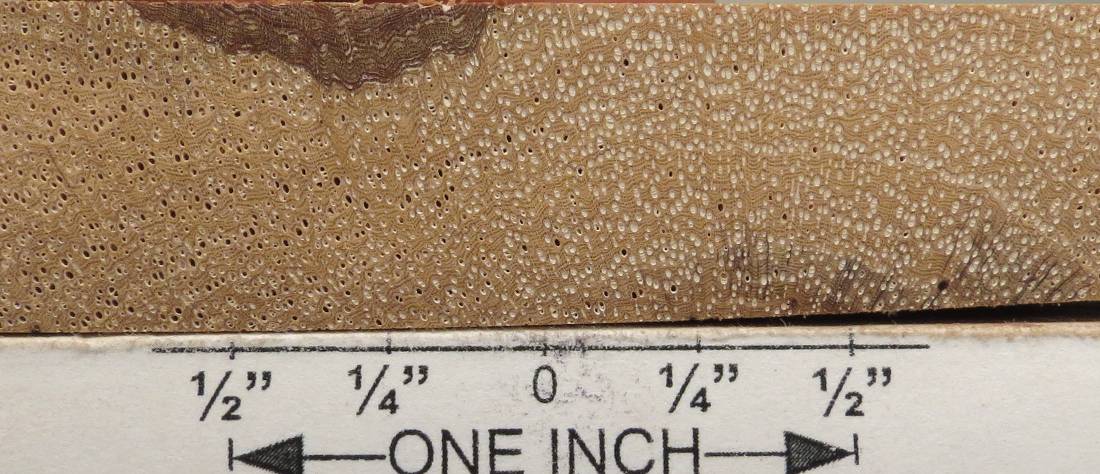 ½” ¼” 0 ¼” ½”
ONE INCH